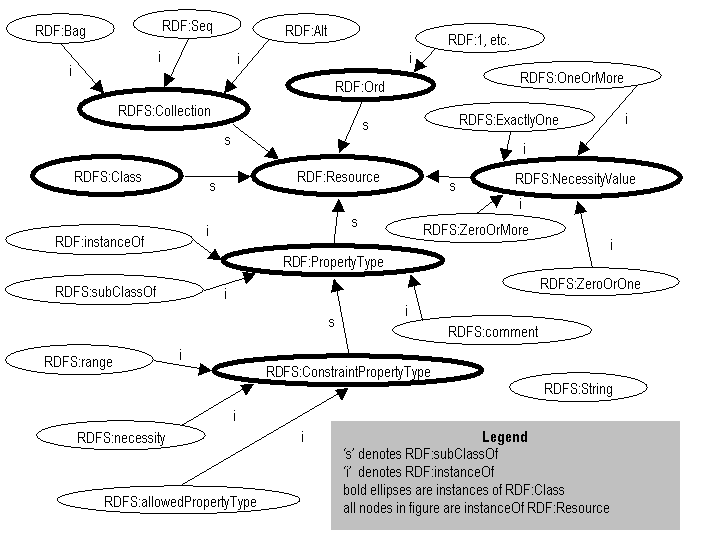 RDF:Bag
RDF:Seq
RDF:Alt
RDF:1, etc.
i
i
i
i
RDFS:OneOrMore
RDF:Ord
RDFS:Collection
RDFS:ExactlyOne
i
s
s
i
RDFS:Class
s
RDF:Resource
s
RDFS:NecessityValue
i
s
RDFS:ZeroOrMore
i
RDF:instanceOf
i
RDF:PropertyType
RDFS:subClassOf
i
RDFS:ZeroOrOne
s
i
RDFS:comment
RDFS:range
i
RDFS:ConstraintPropertyType
RDFS:String
i
RDFS:necessity
i
RDFS:allowedPropertyType
Legend
's' denotes RDF:subClassOf
'i' denotes RDF:instanceOf
bold ellipses are instances of RDF:Class
all nodes in figure are instanceOf RDF:Resource